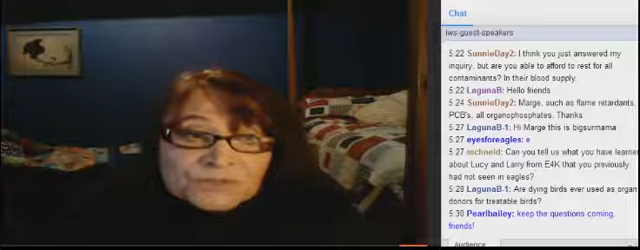 Chat
iws-guest-speakers
5:22 SunnieDay2: I think you just answered my
inquiry, but are you able to afford to rest for all
contaminants? In their blood supply.
5:22 LagunaB: Hello friends
5:24 SunnieDay2: Marge, such as flame retardants,
PCB's, all organophosphates. Thanks
5:27 LagunaB-1: Hi Marge this is bigsurmama
5:27 eyesforeagles: e
5:27 schneid: Can you tell us what you have learned
about Lucy and Larry from E4K that you previously
had not seen in eagles?
5:28 LagunaB-1: Are dying birds ever used as organ
donors for treatable birds?
5:30 Pearlbailey: keep the questions coming,
friends!
Audience